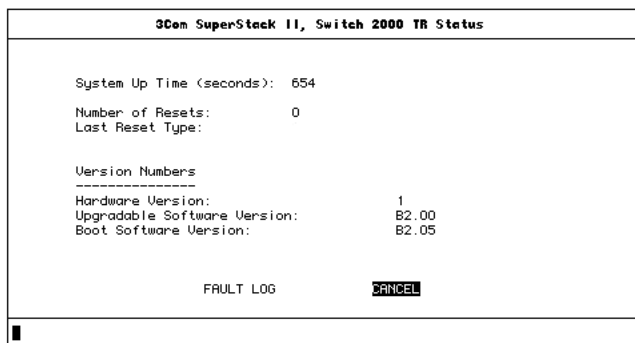 3Com SuperStack II, Switch 2000 TR Status
System Up Time (seconds): 654
Number of Resets: 0
Last Reset Type:
Version Numbers
---------------
Hardware Version: 1
Upgradable Software Version: B2.00
Boot Software Version: B2.05
FAULT LOG CANCEL